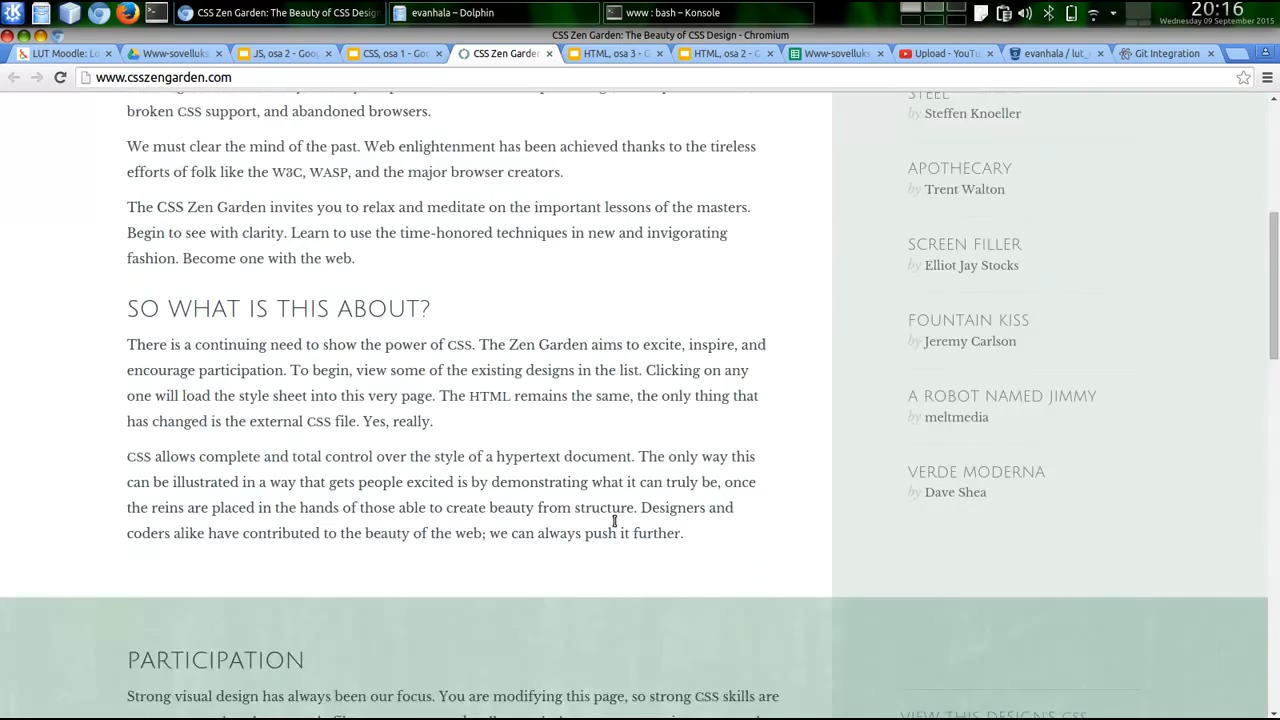 CSS Zen Garden: The Beauty of CSS Desig
evanhala – Dolphin
www : bash – Konsole
20:16
Wednesday 09 September 2015
CSS Zen Garden: The Beauty of CSS Design - Chromium
LUT Moodle: Lo
Www-sovelluks
JS, osa 2 - Goo
CSS, osa 1 - Go
CSS Zen Garde
HTML, osa 3 - G
HTML, osa 2 - G
Www-sovelluks
Upload - YouTu
evanhala / lut_
Git Integration
www.csszengarden.com
broken CSS support, and abandoned browsers.
We must clear the mind of the past. Web enlightenment has been achieved thanks to the tireless
efforts of folk like the W3C, WASP, and the major browser creators.
The CSS Zen Garden invites you to relax and meditate on the important lessons of the masters.
Begin to see with clarity. Learn to use the time-honored techniques in new and invigorating
fashion. Become one with the web.
SO WHAT IS THIS ABOUT?
There is a continuing need to show the power of CSS. The Zen Garden aims to excite, inspire, and
encourage participation. To begin, view some of the existing designs in the list. Clicking on any
one will load the style sheet into this very page. The HTML remains the same, the only thing that
has changed is the external CSS file. Yes, really.
CSS allows complete and total control over the style of a hypertext document. The only way this
can be illustrated in a way that gets people excited is by demonstrating what it can truly be, once
the reins are placed in the hands of those able to create beauty from structure. Designers and
coders alike have contributed to the beauty of the web; we can always push it further.
PARTICIPATION
Strong visual design has always been our focus. You are modifying this page, so strong CSS skills are
STEEL
by Steffen Knoeller
APOTHECARY
by Trent Walton
SCREEN FILLER
by Elliot Jay Stocks
FOUNTAIN KISS
by Jeremy Carlson
A ROBOT NAMED JIMMY
by meltmedia
VERDE MODERNA
by Dave Shea
VIEW THIS DESIGN'S CSS